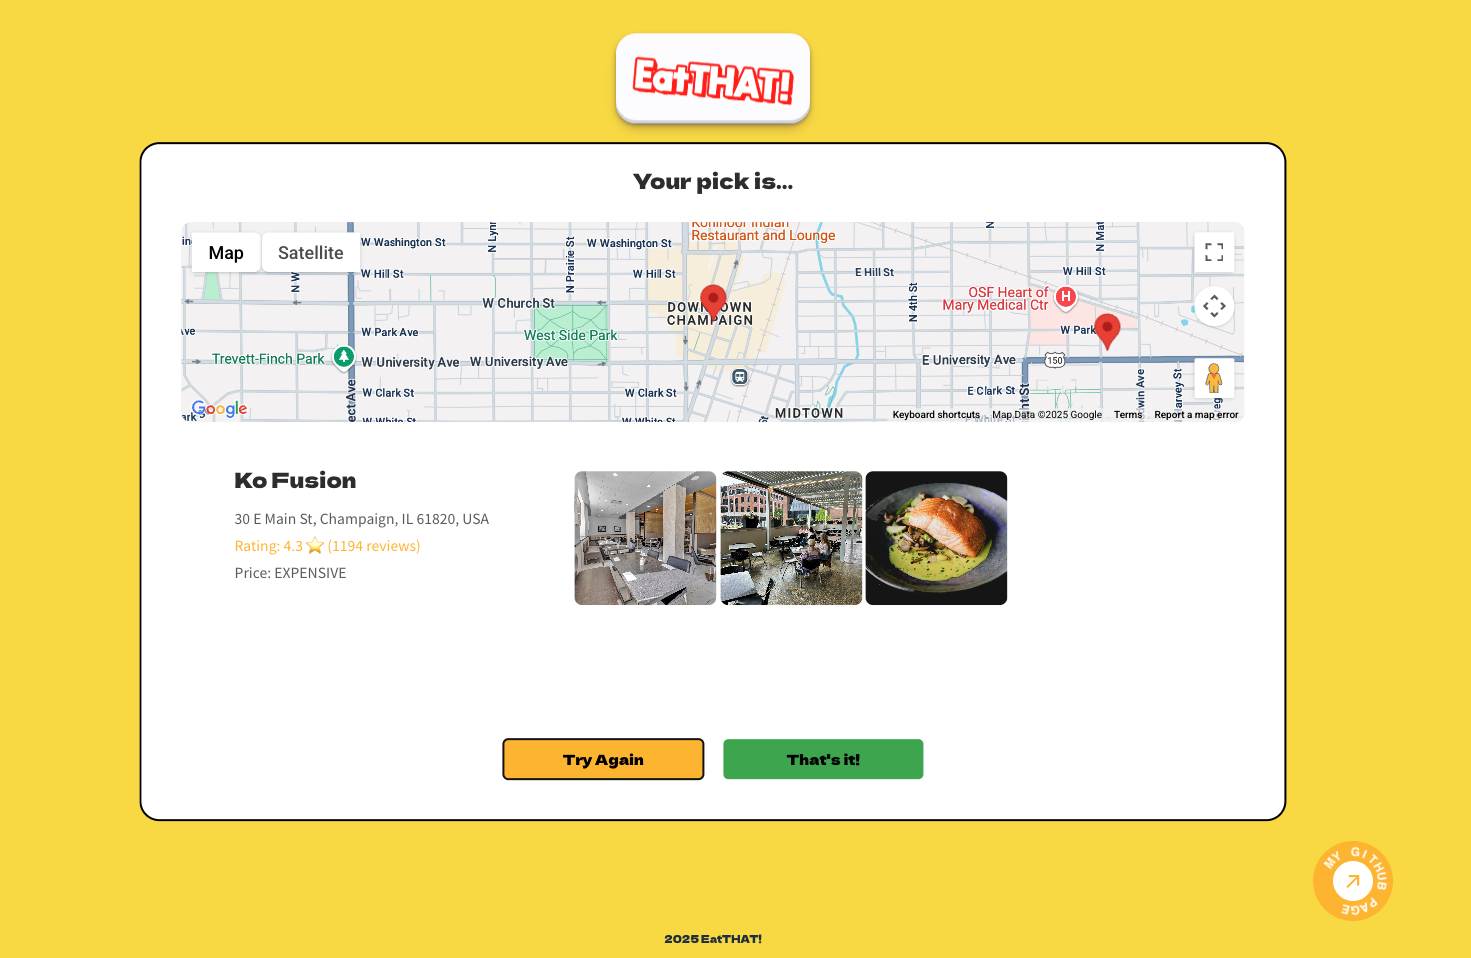 EatTHAT!
Your pick is...
Map
Satellite
W Washington St
W Washington St
Restaurant and Lounge
N Prairie St
W Hill St
W Hill St
E Hill St
W Hill St
W Church St
DOWNTOWN
CHAMPAIGN
N 4th St
OSF Heart of
Mary Medical Ctr
H
W Park Ave
West Side Park
W Park
Trevett-Finch Park
W University Ave
W University Ave
E University Ave
150
W Clark St
W Clark St
E Clark St
MIDTOWN
Google
Keyboard shortcuts
Map Data ©2025 Google
Terms
Report a map error
Ko Fusion
30 E Main St, Champaign, IL 61820, USA
Rating: 4.3 ⭐ (1194 reviews)
Price: EXPENSIVE
Try Again
That's it!
MY GITHUB PAGE
2025 EatTHAT!